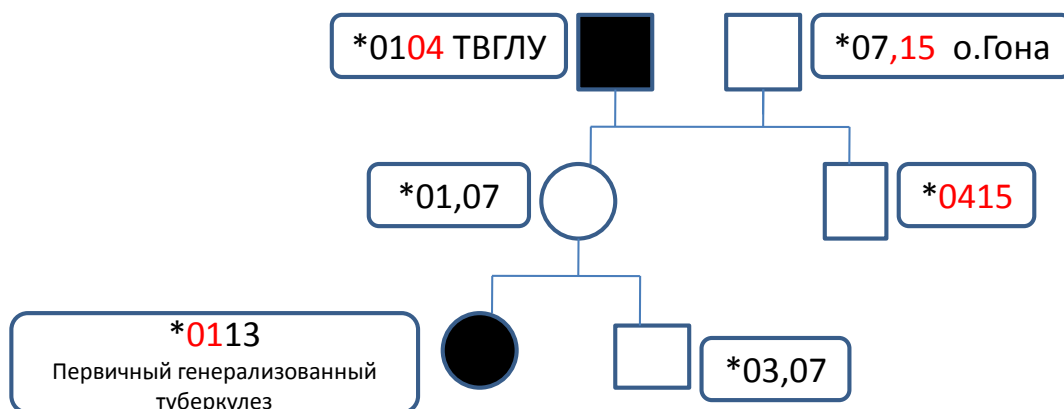 *0104 ТВГЛУ
*07,15 о.Гона
*01,07
*0415
*0113
Первичный генерализованный
туберкулез
*03,07